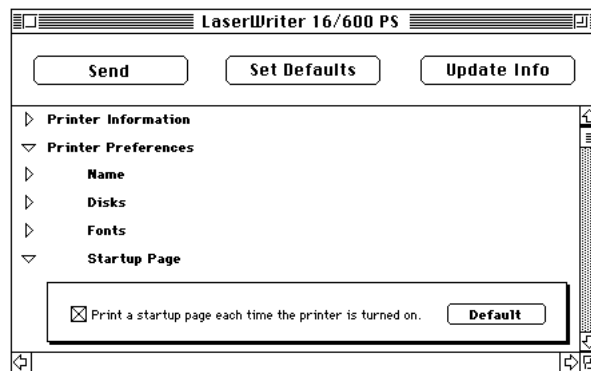 LaserWriter 16/600 PS
Send Set Defaults Update Info
Printer Information
Printer Preferences
Name
Disks
Fonts
Startup Page
Print a startup page each time the printer is turned on. Default